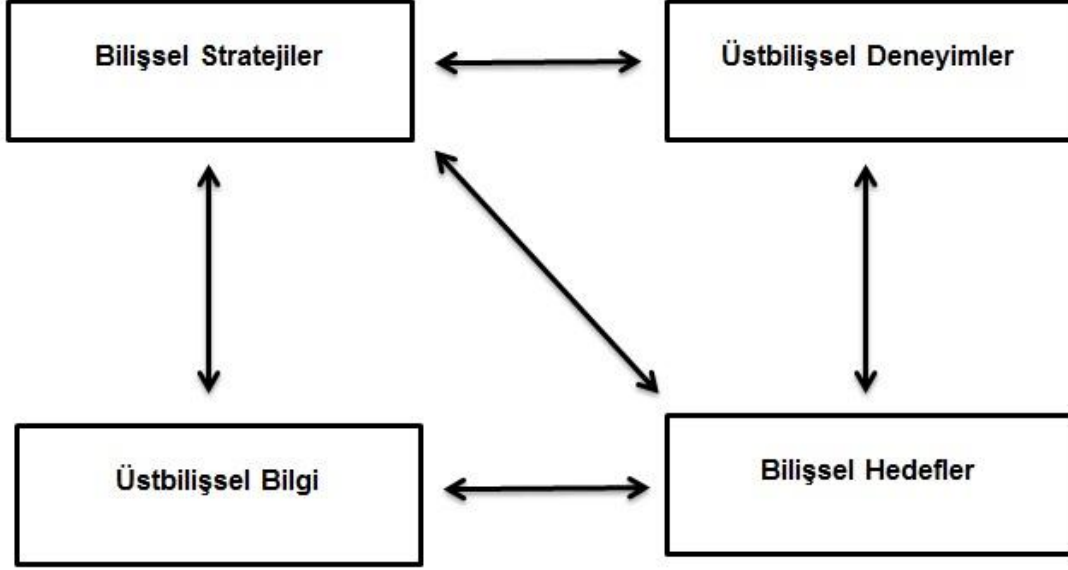 Bilişsel Stratejiler
Üstbilişsel Deneyimler
Üstbilişsel Bilgi
Bilişsel Hedefler